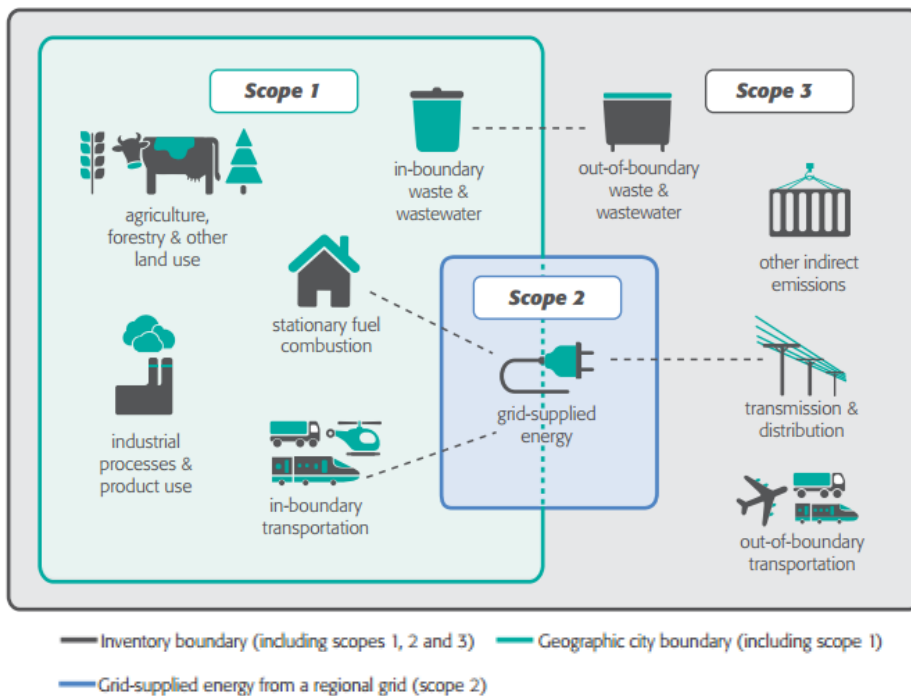 Scope 1
Scope 3
in-boundary
waste &
wastewater
out-of-boundary
waste &
wastewater
agriculture,
forestry & other
land use
other indirect
emissions
Scope 2
stationary fuel
combustion
grid-supplied
energy
transmission &
distribution
industrial
processes &
product use
in-boundary
transportation
out-of-boundary
transportation
Inventory boundary (including scopes 1, 2 and 3)
Geographic city boundary (including scope 1)
Grid-supplied energy from a regional grid (scope 2)